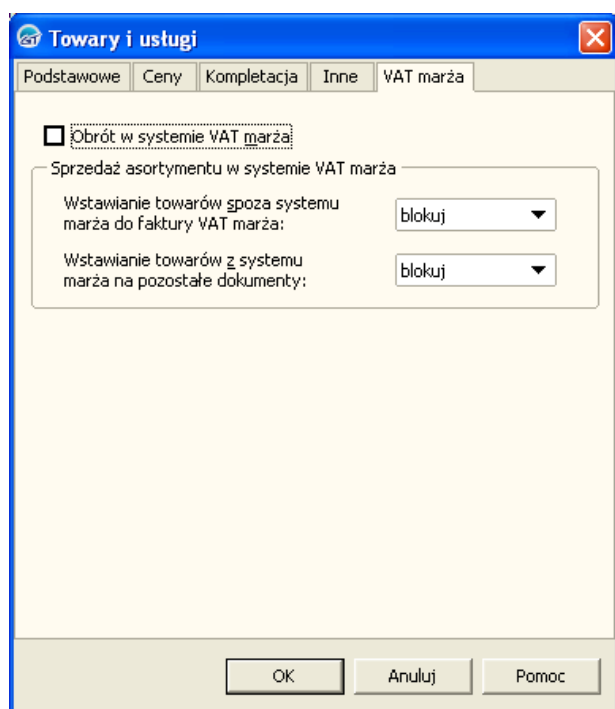 Towary i usługi
Podstawowe Ceny Kompletacja Inne VAT marża
Obrót w systemie VAT marża
Sprzedaż asortymentu w systemie VAT marża
Wstawianie towarów spoza systemu
marża do faktury VAT marża:
blokuj
Wstawianie towarów z systemu
marża na pozostałe dokumenty:
blokuj
OK Anuluj Pomoc